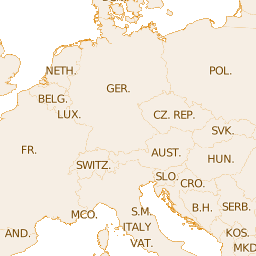 NETH.
POL.
GER.
BELG.
LUX.
CZ. REP.
SVK.
FR.
AUST.
HUN.
SWITZ.
SLO.
CRO.
MCO.
S.M.
B.H.
SERB.
AND.
ITALY
KOS.
VAT.
MKD